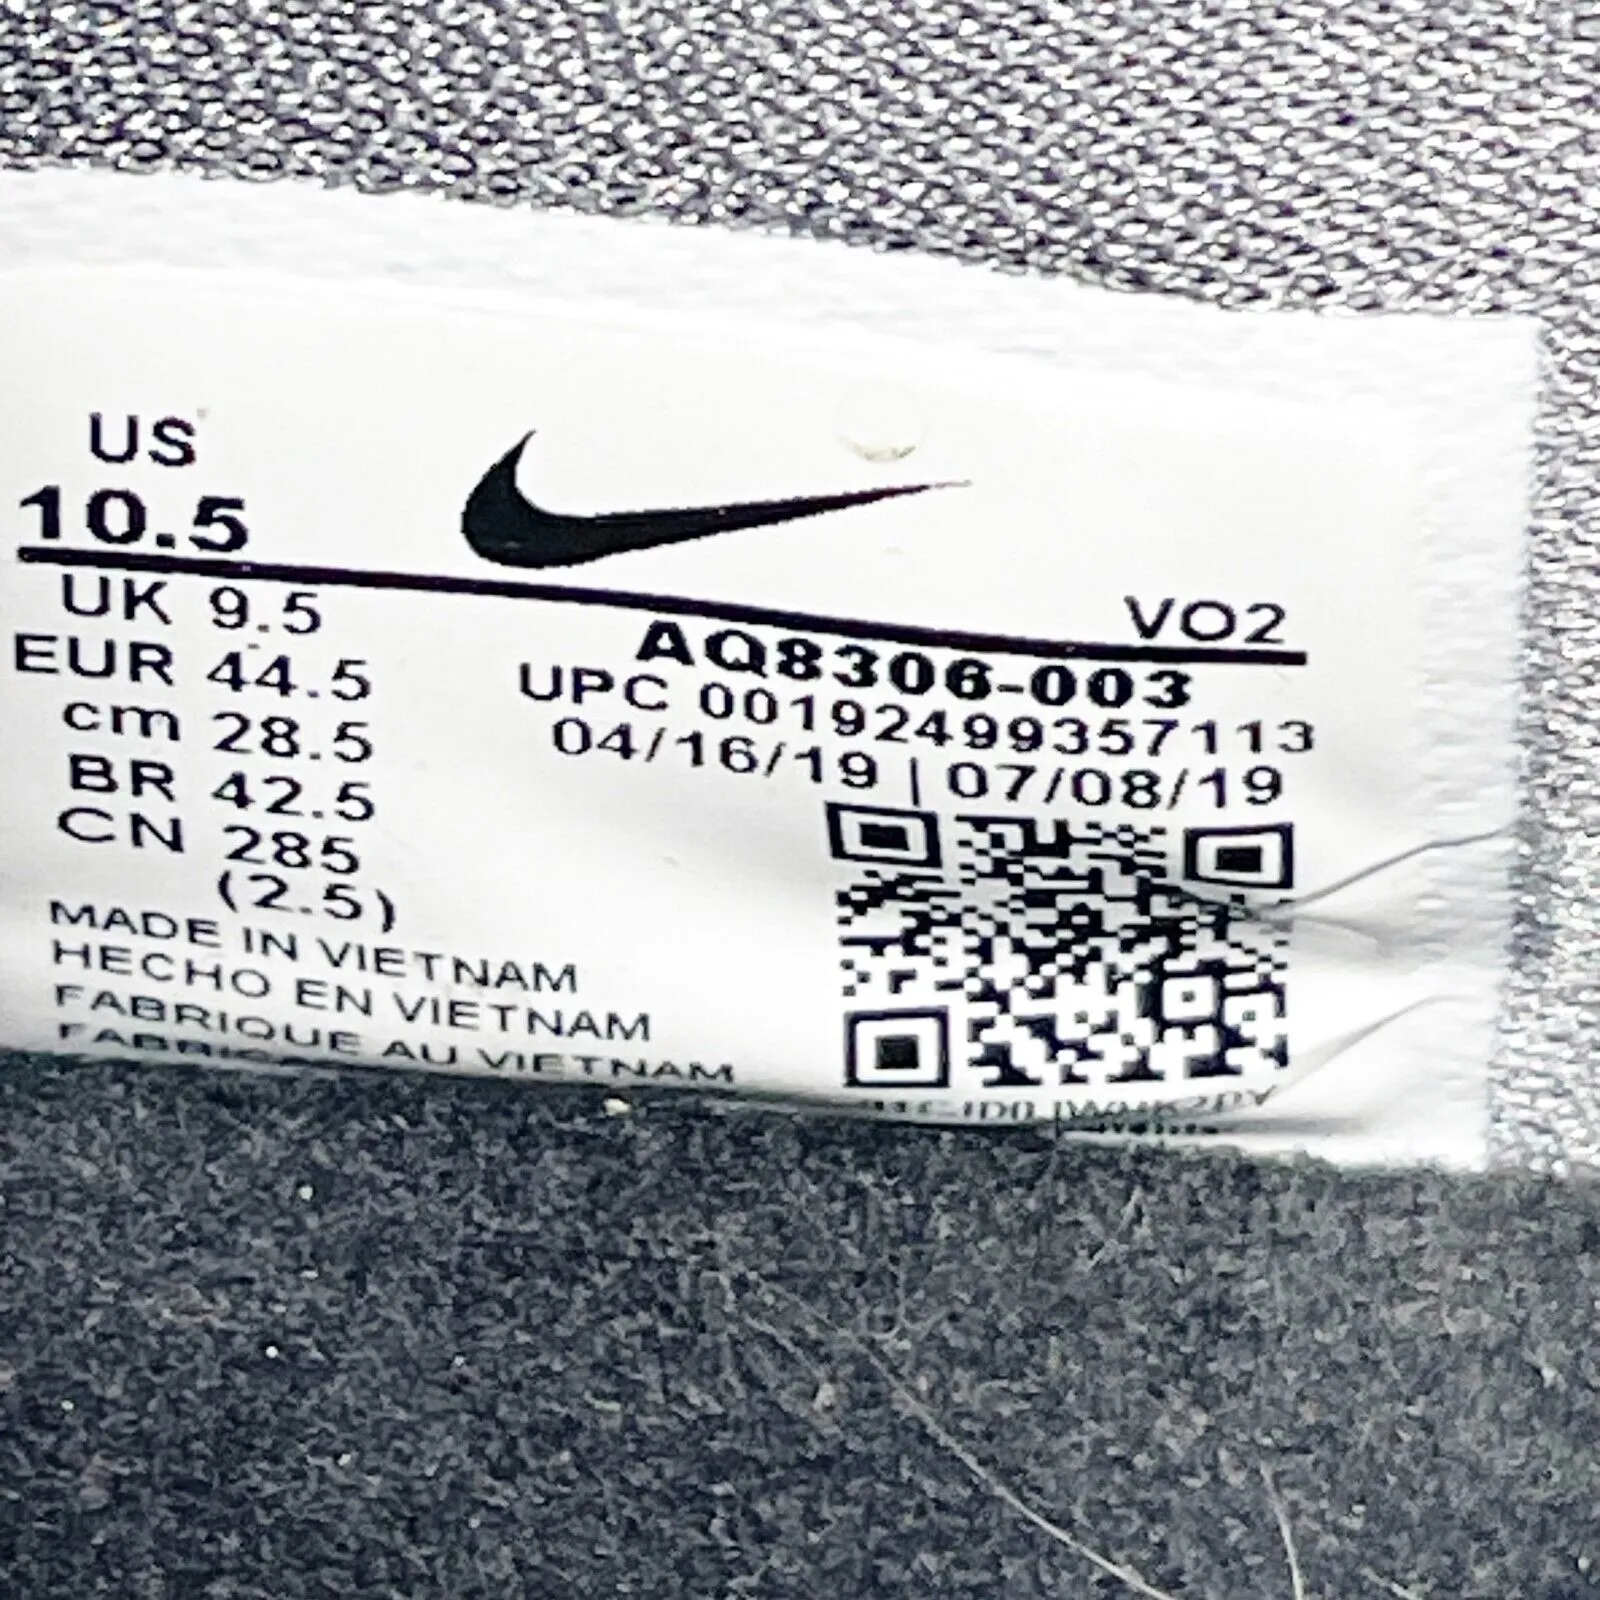 US
10.5
UK 9.5
EUR 44.5
cm 28.5
BR 42.5
CN 285
(2.5)
MADE IN VIETNAM
HECHO EN VIETNAM
FABRIQUE AU VIETNAM
VO2
AQ8306-003
UPC 00192499357113
04/16/19 | 07/08/19